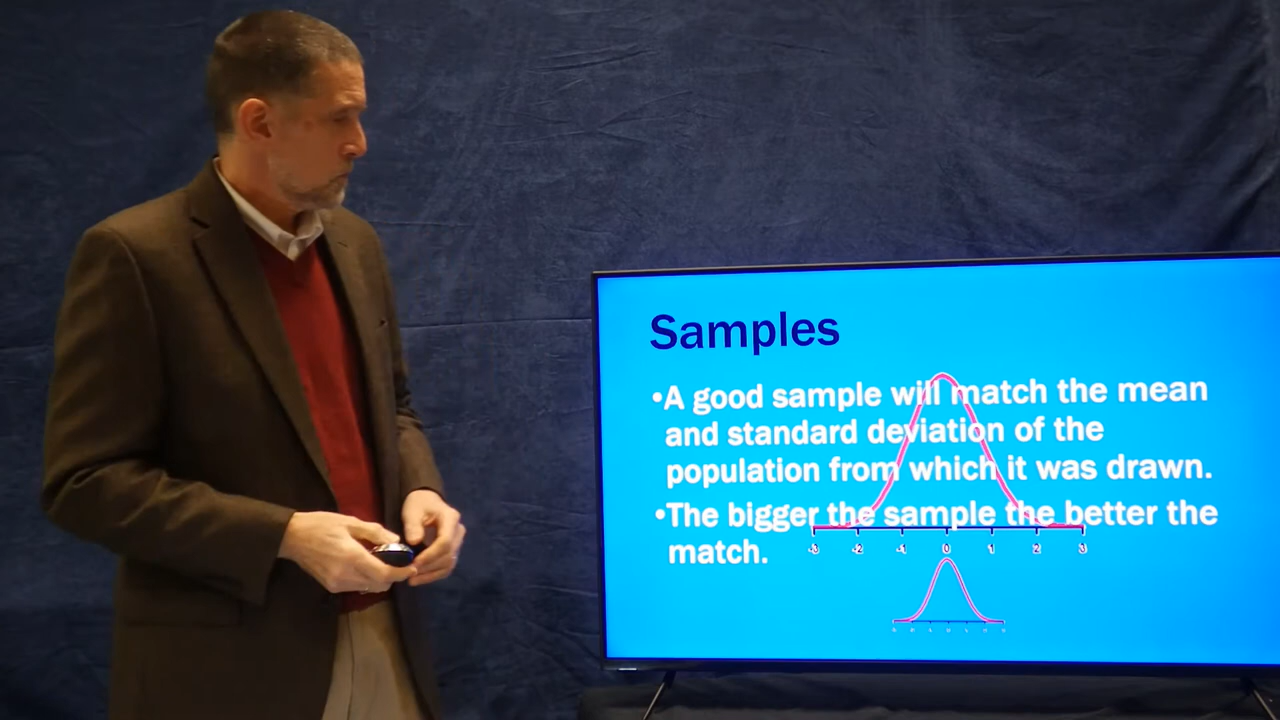 Samples
•A good sample will match the mean
and standard deviation of the
population from which it was drawn.
•The bigger the sample the better the
match.
-3 -2 -1 0 1 2 3